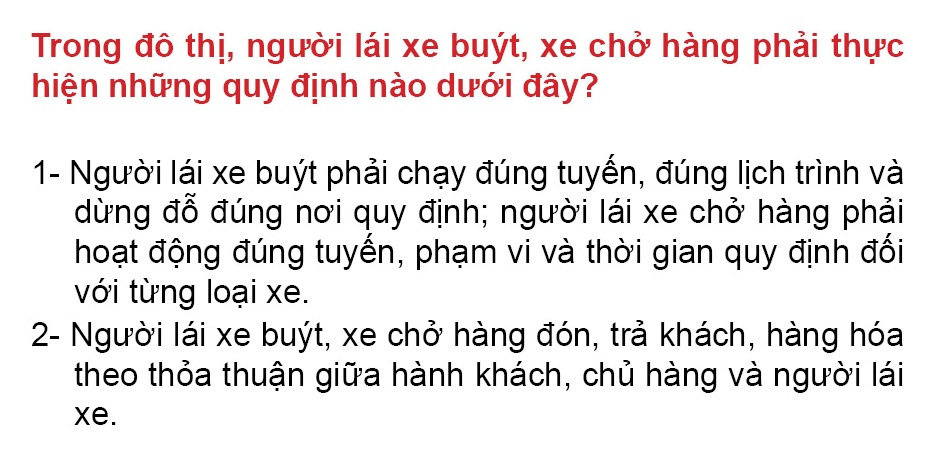 Trong đô thị, người lái xe buýt, xe chở hàng phải thực
hiện những quy định nào dưới đây?
1- Người lái xe buýt phải chạy đúng tuyến, đúng lịch trình và
dừng đỗ đúng nơi quy định; người lái xe chở hàng phải
hoạt động đúng tuyến, phạm vi và thời gian quy định đối
với từng loại xe.
2- Người lái xe buýt, xe chở hàng đón, trả khách, hàng hóa
theo thỏa thuận giữa hành khách, chủ hàng và người lái
xe.